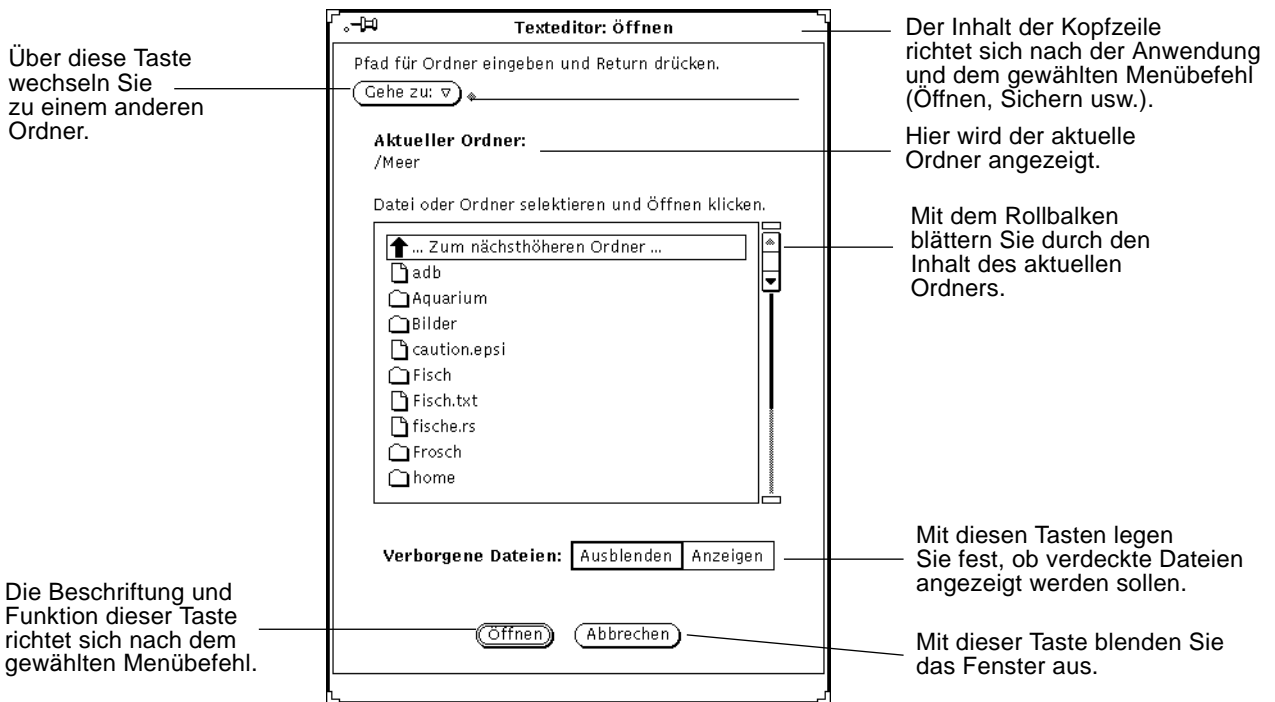 Texteditor: Öffnen
Pfad für Ordner eingeben und Return drücken.
Gehe zu:
Aktueller Ordner:
/Meer
Datei oder Ordner selektieren und Öffnen klicken.
... Zum nächsthöheren Ordner ...
adb
Aquarium
Bilder
caution.epsi
Fisch
Fisch.txt
fische.rs
Frosch
home
Verborgene Dateien: Ausblenden Anzeigen
Öffnen Abbrechen
Über diese Taste
wechseln Sie
zu einem anderen
Ordner.
Die Beschriftung und
Funktion dieser Taste
richtet sich nach dem
gewählten Menübefehl.
Der Inhalt der Kopfzeile
richtet sich nach der Anwendung
und dem gewählten Menübefehl
(Öffnen, Sichern usw.).
Hier wird der aktuelle
Ordner angezeigt.
Mit dem Rollbalken
blättern Sie durch den
Inhalt des aktuellen
Ordners.
Mit diesen Tasten legen
Sie fest, ob verdeckte Dateien
angezeigt werden sollen.
Mit dieser Taste blenden Sie
das Fenster aus.